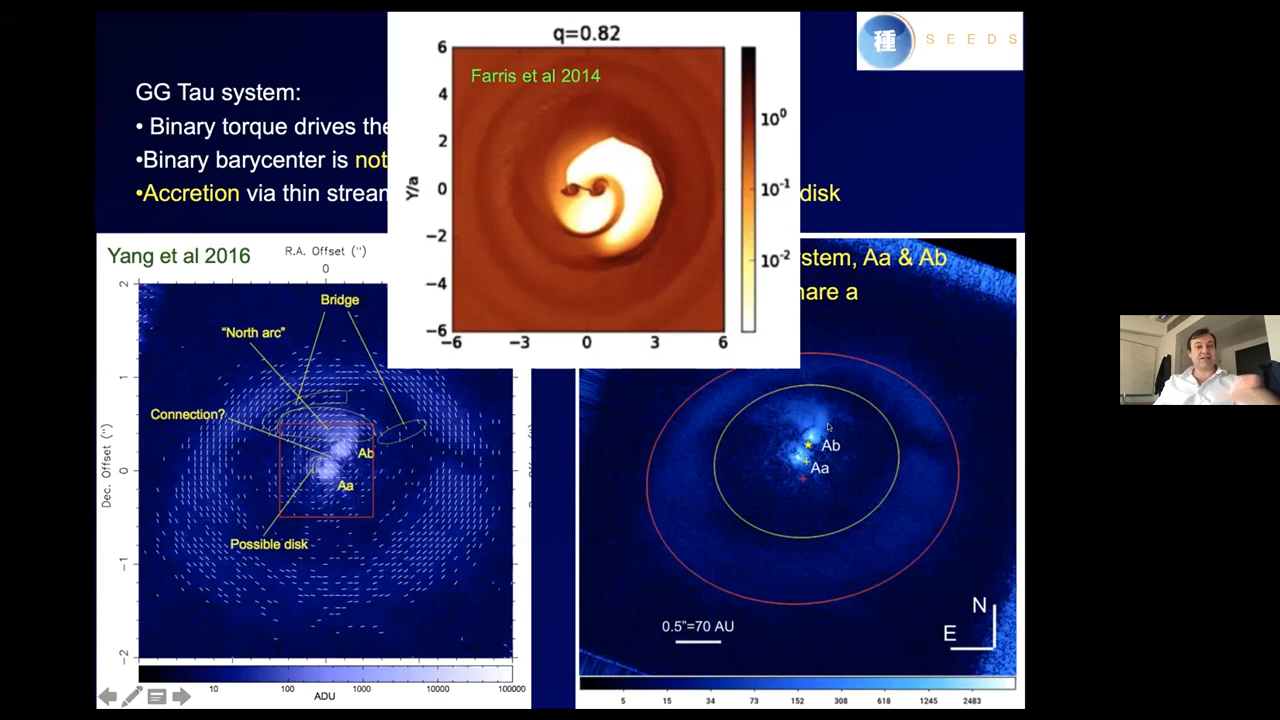 q=0.82
Farris et al 2014
6
4
2
0
−2
−4
−6
Y/a
−6
−3
0
3
6
10^0
10^-1
10^-2
種
SEEDS
GG Tau system:
• Binary torque drives the
•Binary barycenter is not
•Accretion via thin stream
disk
Yang et al 2016
R.A. Offset (")
0
2
1
0
−1
−2
Dec. Offset (")
Bridge
"North arc"
Connection?
Ab
Aa
Possible disk
10
100
1000
10000
100000
ADU
stem, Aa & Ab
hare a
Ab
Aa
0.5"=70 AU
N
E
5
15
34
73
152
308
618
1245
2483